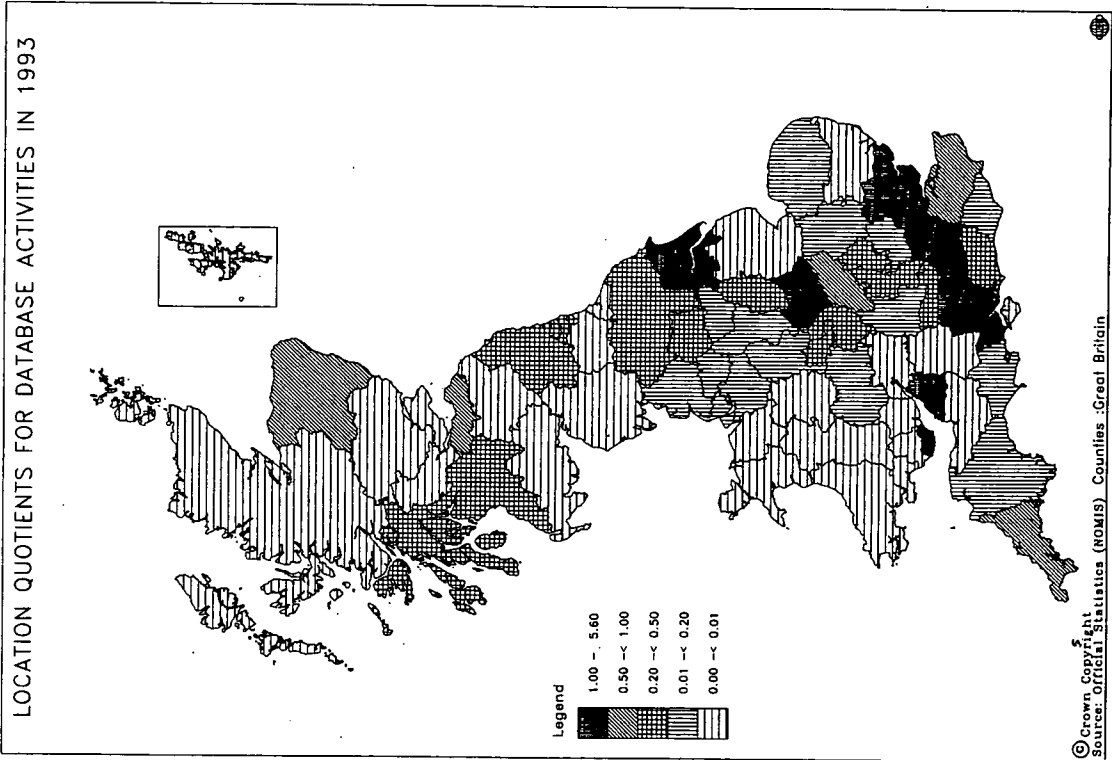 LOCATION QUOTIENTS FOR DATABASE ACTIVITIES IN 1993
Legend
1.00 - . 5.60
0.50 -< 1.00
0.20 -< 0.50
0.01 -< 0.20
0.00 -< 0.01
© Crown Copyright
Source: Official Statistics (NOMIS) Counties :Great Britain